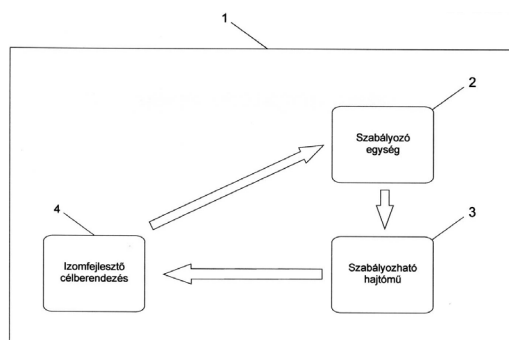 1
2
Szabályozó
egység
4
3
Izomfejlesztő
célberendezés
Szabályozható
hajtómű